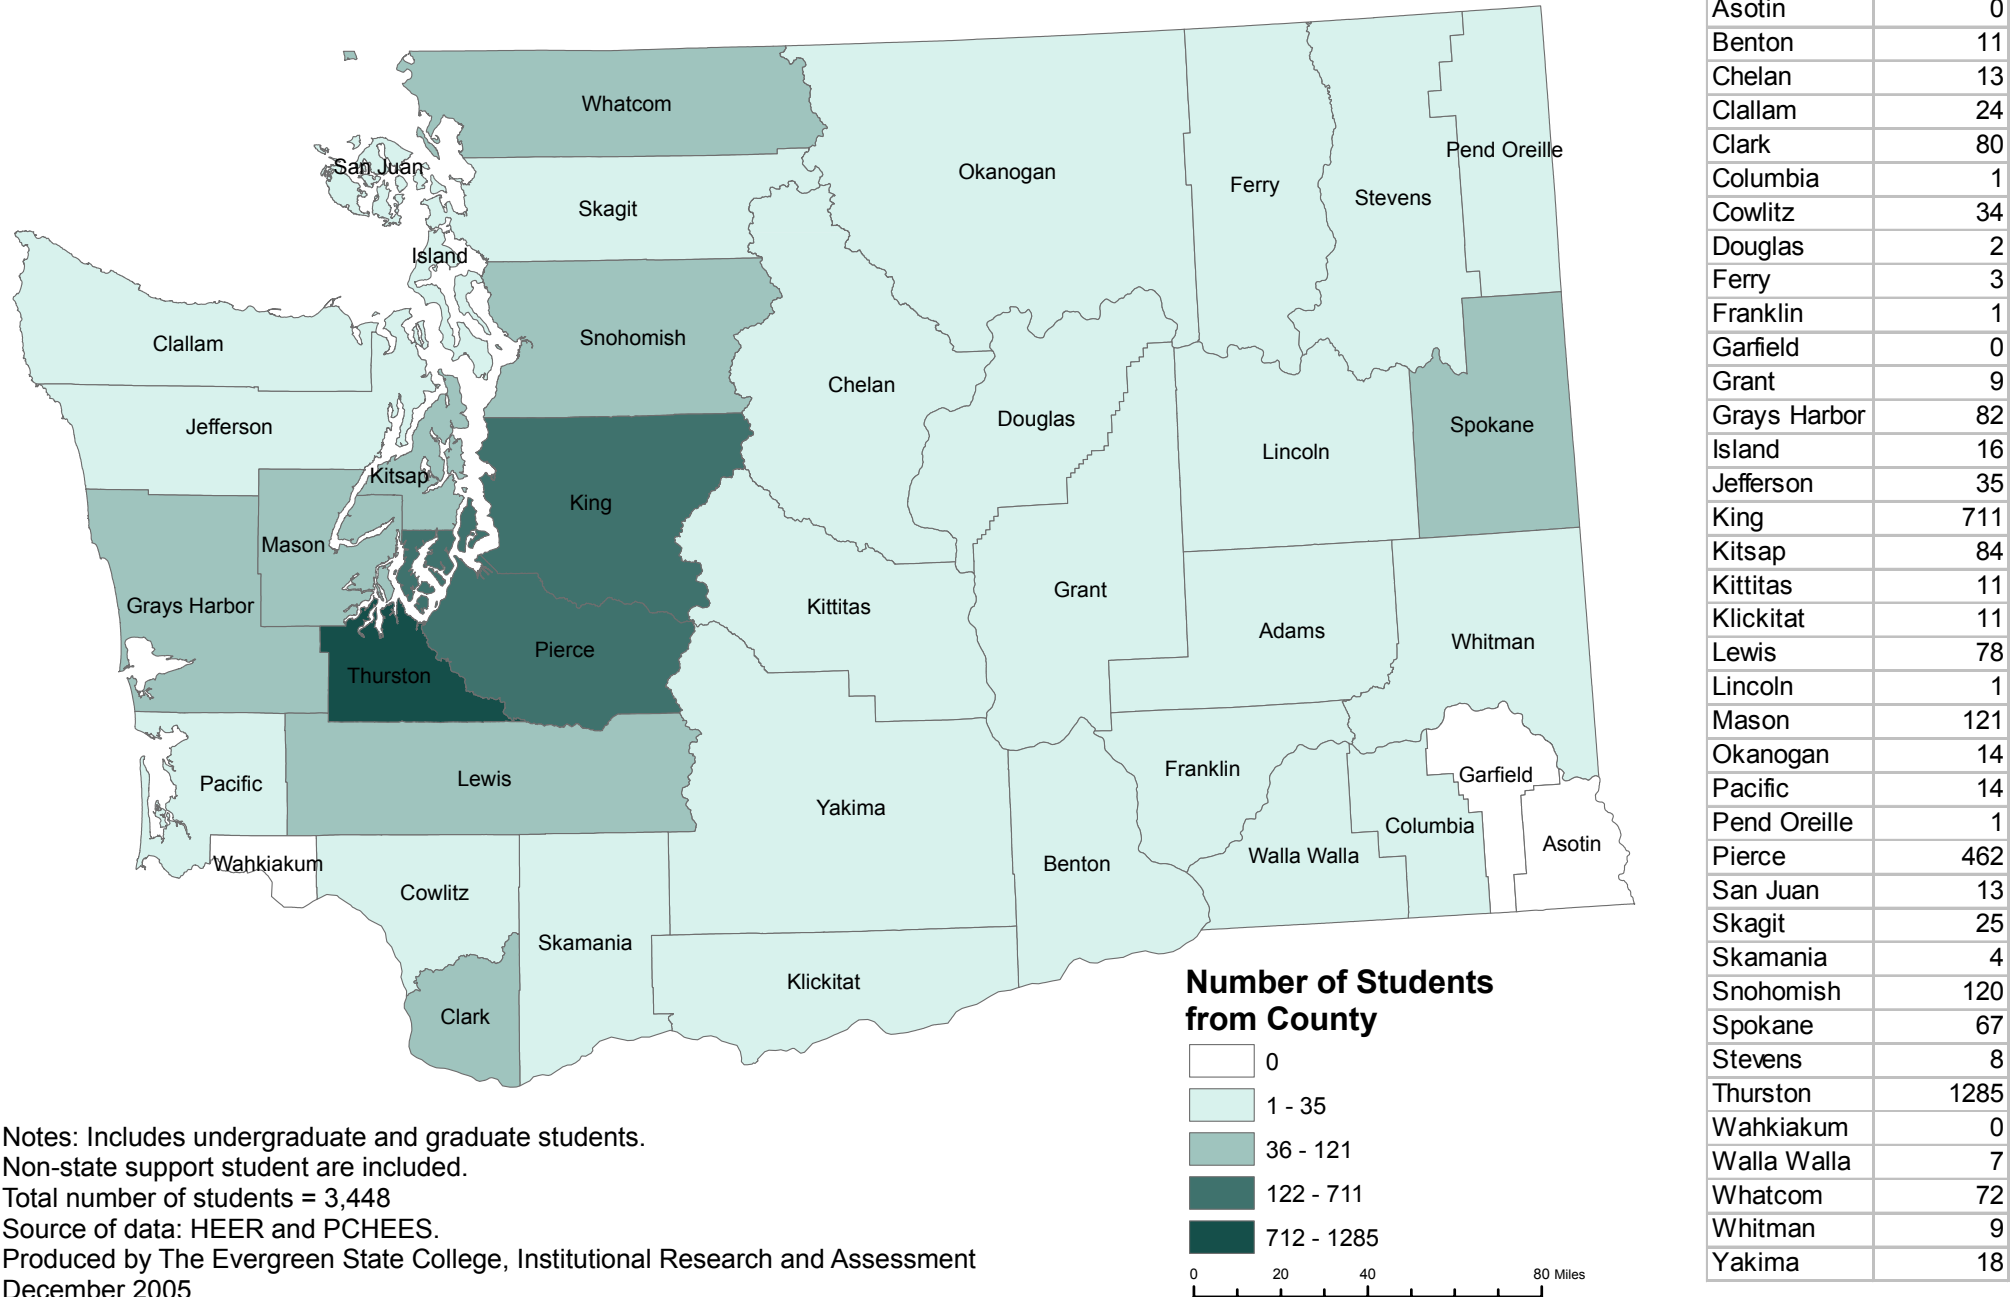 Whatcom
San Juan
Skagit
Island
Okanogan
Ferry
Stevens
Pend Oreille
Clallam
Snohomish
Jefferson
Chelan
Douglas
Lincoln
Spokane
Kitsap
King
Mason
Grays Harbor
Kittitas
Grant
Adams
Whitman
Thurston
Pierce
Pacific
Lewis
Yakima
Franklin
Garfield
Wahkiakum
Cowlitz
Benton
Walla Walla
Columbia
Asotin
Skamania
Klickitat
Clark
Number of Students
from County
0
1 - 35
36 - 121
122 - 711
712 - 1285
0 20 40 80 Miles
Notes: Includes undergraduate and graduate students.
Non-state support student are included.
Total number of students = 3,448
Source of data: HEER and PCHEES.
Produced by The Evergreen State College, Institutional Research and Assessment
December 2005
Asotin 0
Benton 11
Chelan 13
Clallam 24
Clark 80
Columbia 1
Cowlitz 34
Douglas 2
Ferry 3
Franklin 1
Garfield 0
Grant 9
Grays Harbor 82
Island 16
Jefferson 35
King 711
Kitsap 84
Kittitas 11
Klickitat 11
Lewis 78
Lincoln 1
Mason 121
Okanogan 14
Pacific 14
Pend Oreille 1
Pierce 462
San Juan 13
Skagit 25
Skamania 4
Snohomish 120
Spokane 67
Stevens 8
Thurston 1285
Wahkiakum 0
Walla Walla 7
Whatcom 72
Whitman 9
Yakima 18